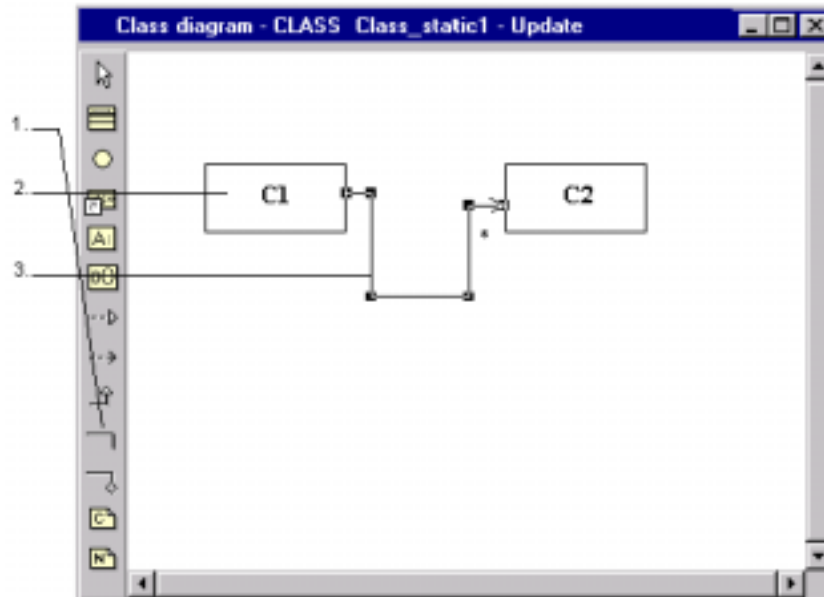 Class diagram - CLASS Class_static1 - Update
1.
2.
C1
C2
*
A
3.
C
N